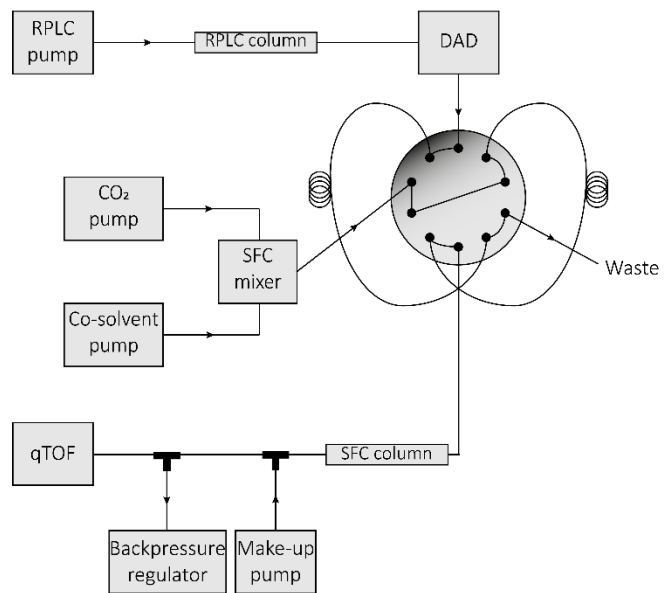 RPLC
pump
RPLC column
DAD
CO₂
pump
SFC
mixer
Co-solvent
pump
Waste
qTOF
SFC column
Backpressure
regulator
Make-up
pump